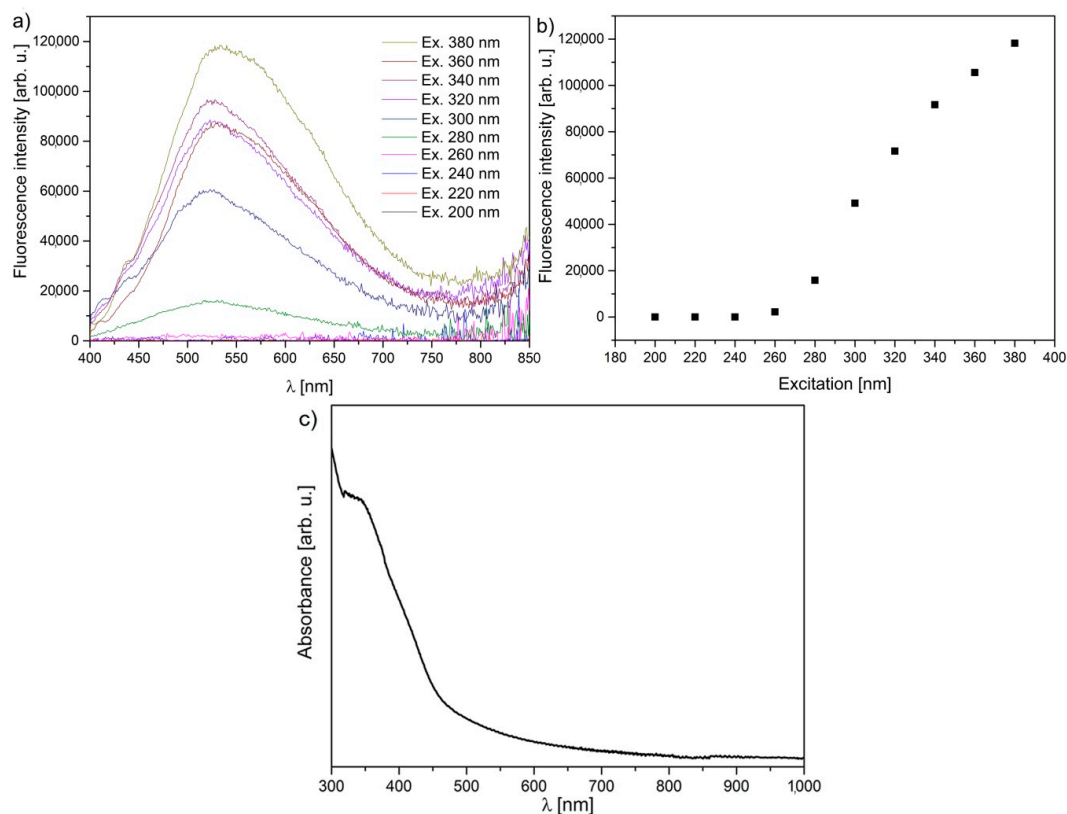 a)
Fluorescence intensity [arb. u.]
120000
100000
80000
60000
40000
20000
0
400 450 500 550 600 650 700 750 800 850
λ [nm]
Ex. 380 nm
Ex. 360 nm
Ex. 340 nm
Ex. 320 nm
Ex. 300 nm
Ex. 280 nm
Ex. 260 nm
Ex. 240 nm
Ex. 220 nm
Ex. 200 nm
b)
Fluorescence intensity [arb. u.]
120000
100000
80000
60000
40000
20000
0
180 200 220 240 260 280 300 320 340 360 380 400
Excitation [nm]
c)
Absorbance [arb. u.]
300 400 500 600 700 800 900 1,000
λ [nm]